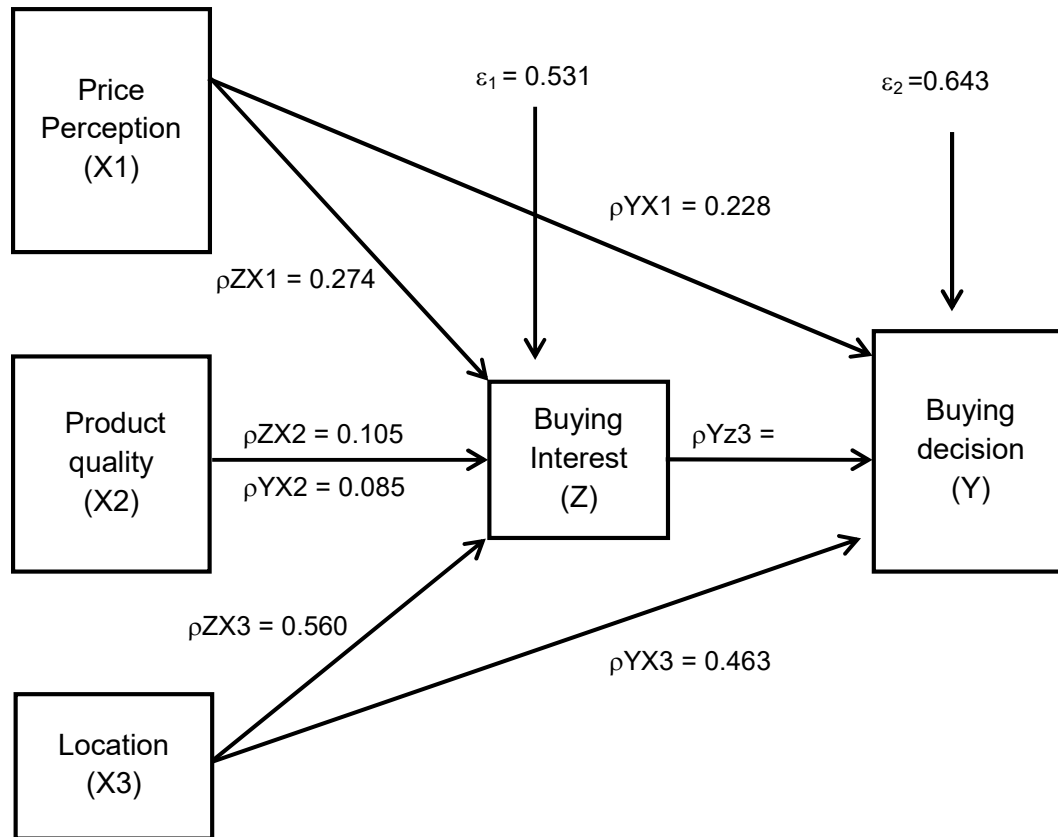 Price
Perception
(X1)
ε₁ = 0.531
ε₂ =0.643
ρYX1 = 0.228
ρZX1 = 0.274
Product
quality
(X2)
ρZX2 = 0.105
ρYX2 = 0.085
Buying
Interest
(Z)
ρYz3 =
Buying
decision
(Y)
ρZX3 = 0.560
ρYX3 = 0.463
Location
(X3)